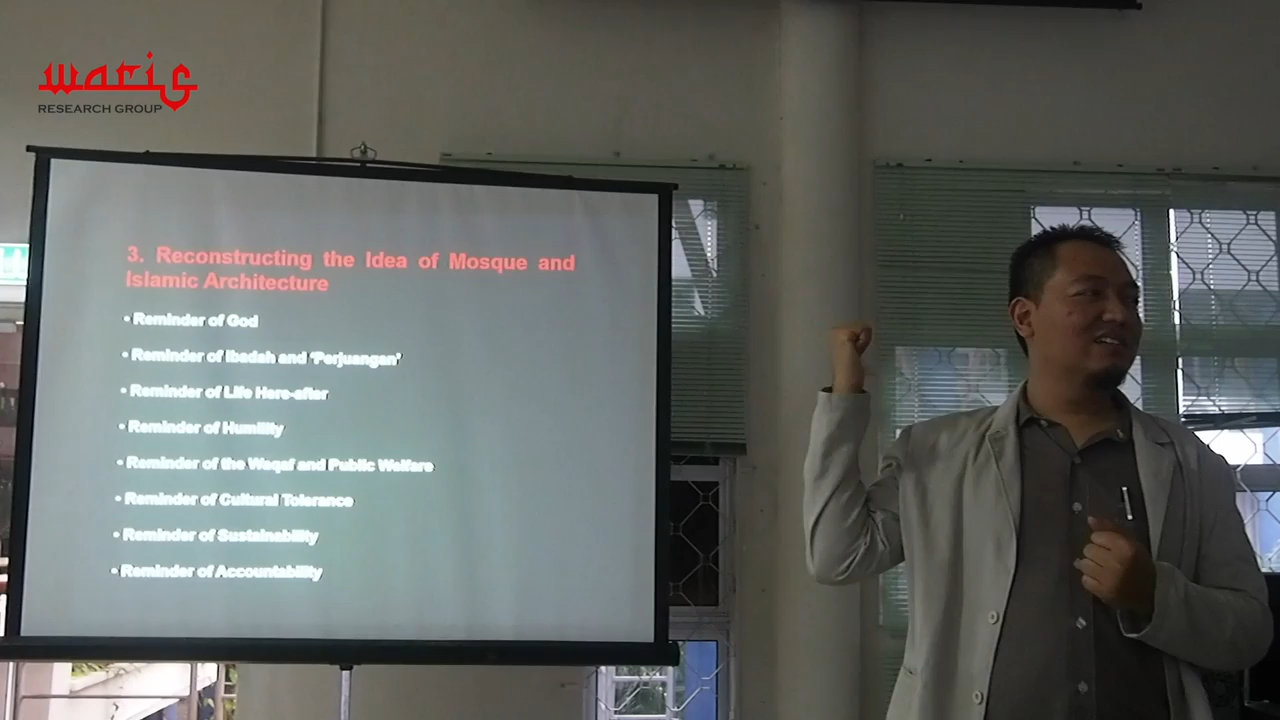 waris
RESEARCH GROUP
3. Reconstructing the Idea of Mosque and
Islamic Architecture
• Reminder of God
• Reminder of Ibadah and ‘Perjuangan’
• Reminder of Life Here-after
• Reminder of Humility
• Reminder of the Waqaf and Public Welfare
• Reminder of Cultural Tolerance
• Reminder of Sustainability
• Reminder of Accountability